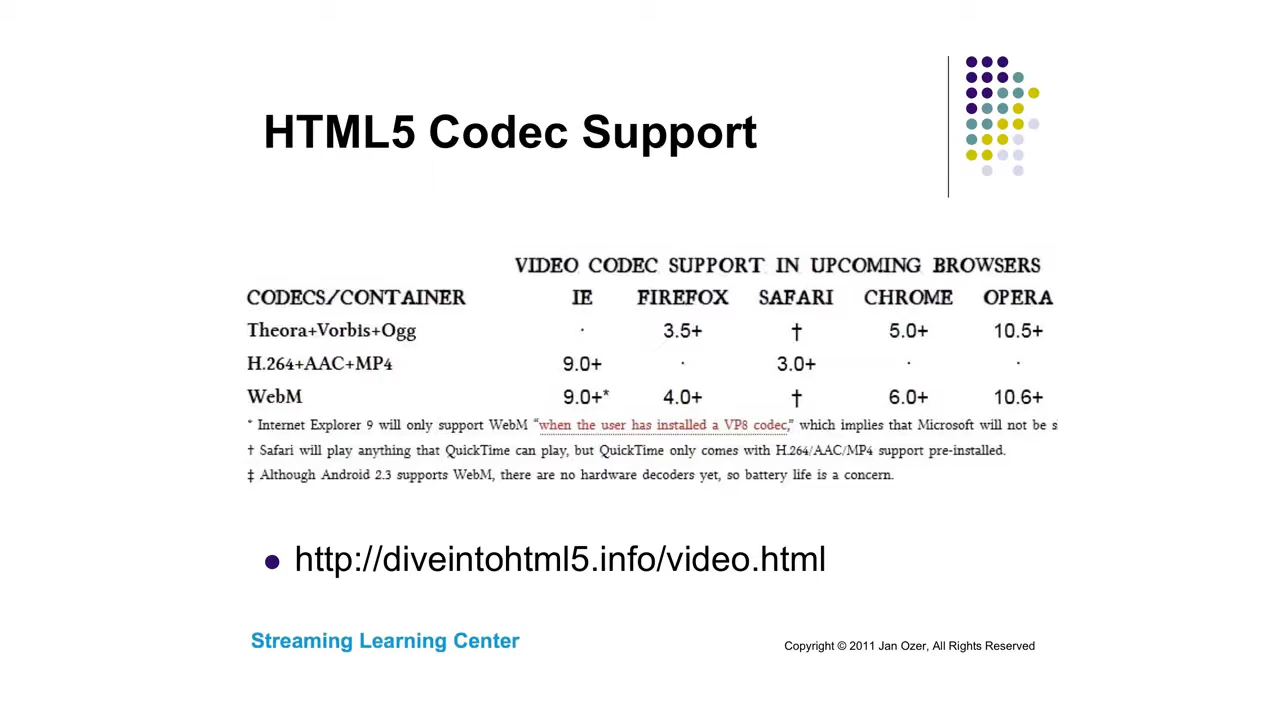 HTML5 Codec Support
VIDEO CODEC SUPPORT IN UPCOMING BROWSERS
CODECS/CONTAINER IE FIREFOX SAFARI CHROME OPERA
Theora+Vorbis+Ogg · 3.5+ † 5.0+ 10.5+
H.264+AAC+MP4 9.0+ · 3.0+ · ·
WebM 9.0+* 4.0+ † 6.0+ 10.6+
* Internet Explorer 9 will only support WebM “when the user has installed a VP8 codec,” which implies that Microsoft will not be s
† Safari will play anything that QuickTime can play, but QuickTime only comes with H.264/AAC/MP4 support pre-installed.
‡ Although Android 2.3 supports WebM, there are no hardware decoders yet, so battery life is a concern.
● http://diveintohtml5.info/video.html
Streaming Learning Center
Copyright © 2011 Jan Ozer, All Rights Reserved